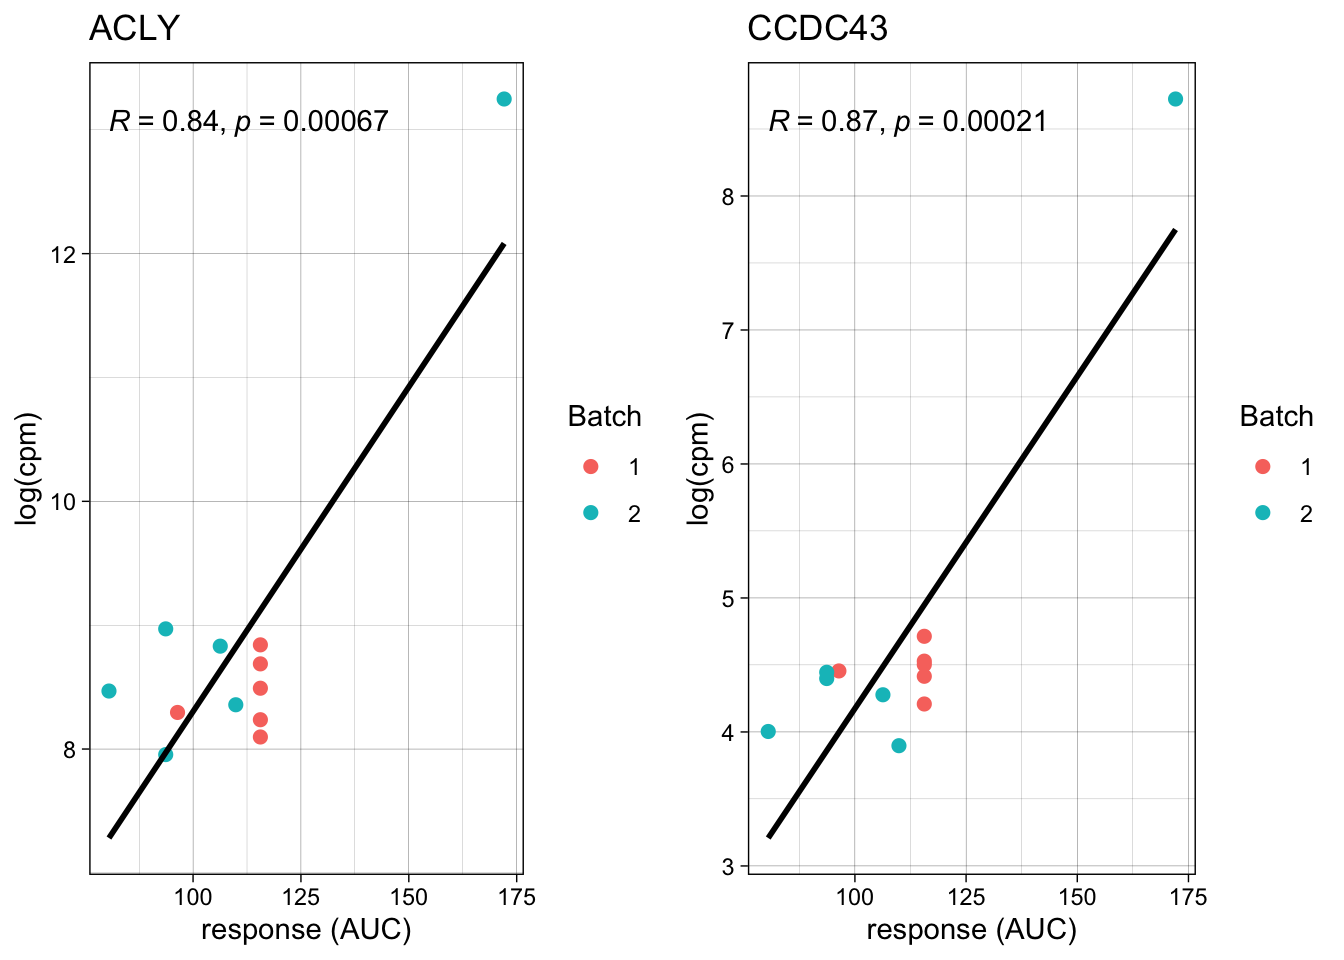 ACLY
R = 0.84, p = 0.00067
12
10
8
log(cpm)
100 125 150 175
response (AUC)
Batch
1
2
CCDC43
R = 0.87, p = 0.00021
8
7
6
5
4
3
log(cpm)
100 125 150 175
response (AUC)
Batch
1
2